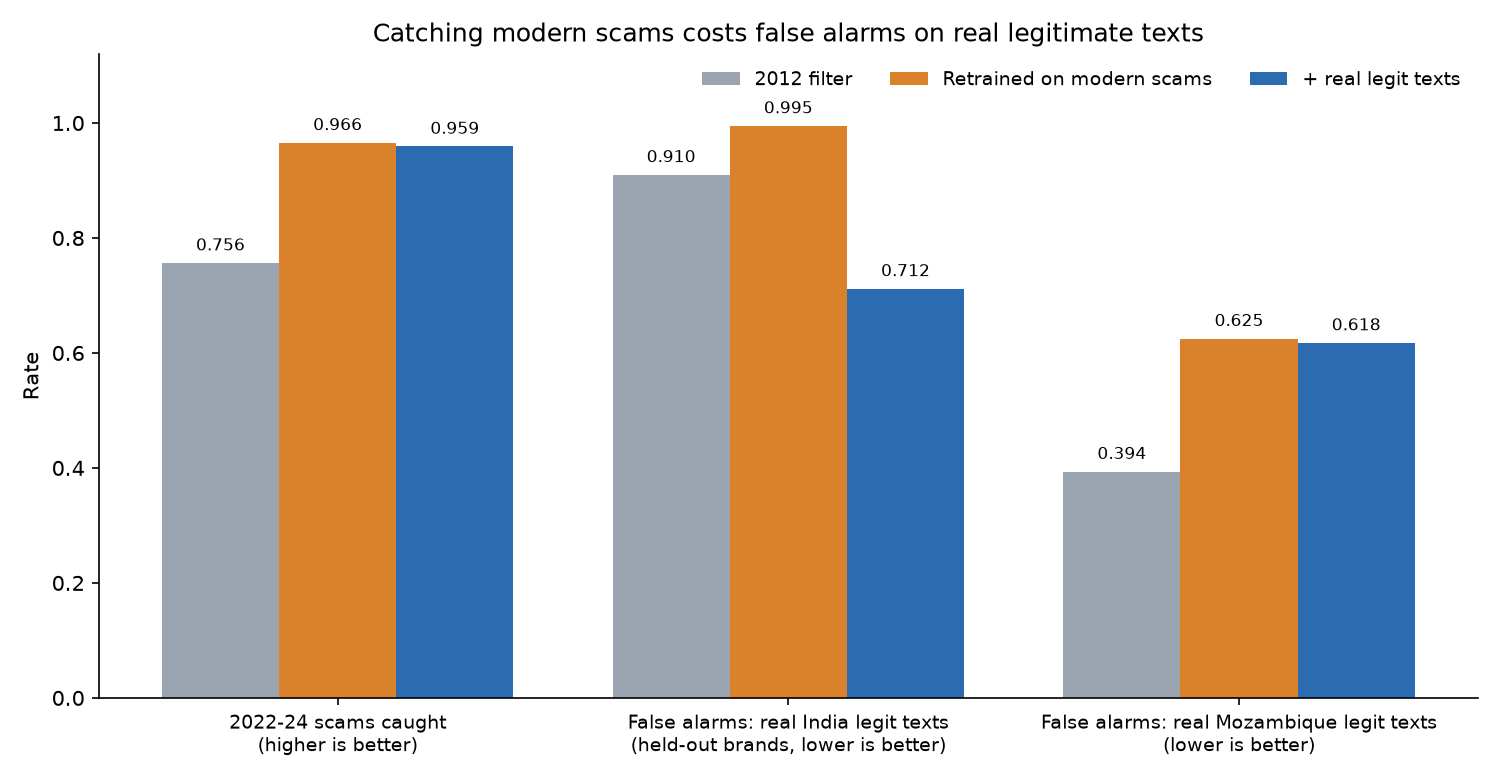 Catching modern scams costs false alarms on real legitimate texts
2012 filter
Retrained on modern scams
+ real legit texts
Rate
1.0
0.8
0.6
0.4
0.2
0.0
0.756
0.966
0.959
0.910
0.995
0.712
0.394
0.625
0.618
2022-24 scams caught
(higher is better)
False alarms: real India legit texts
(held-out brands, lower is better)
False alarms: real Mozambique legit texts
(lower is better)